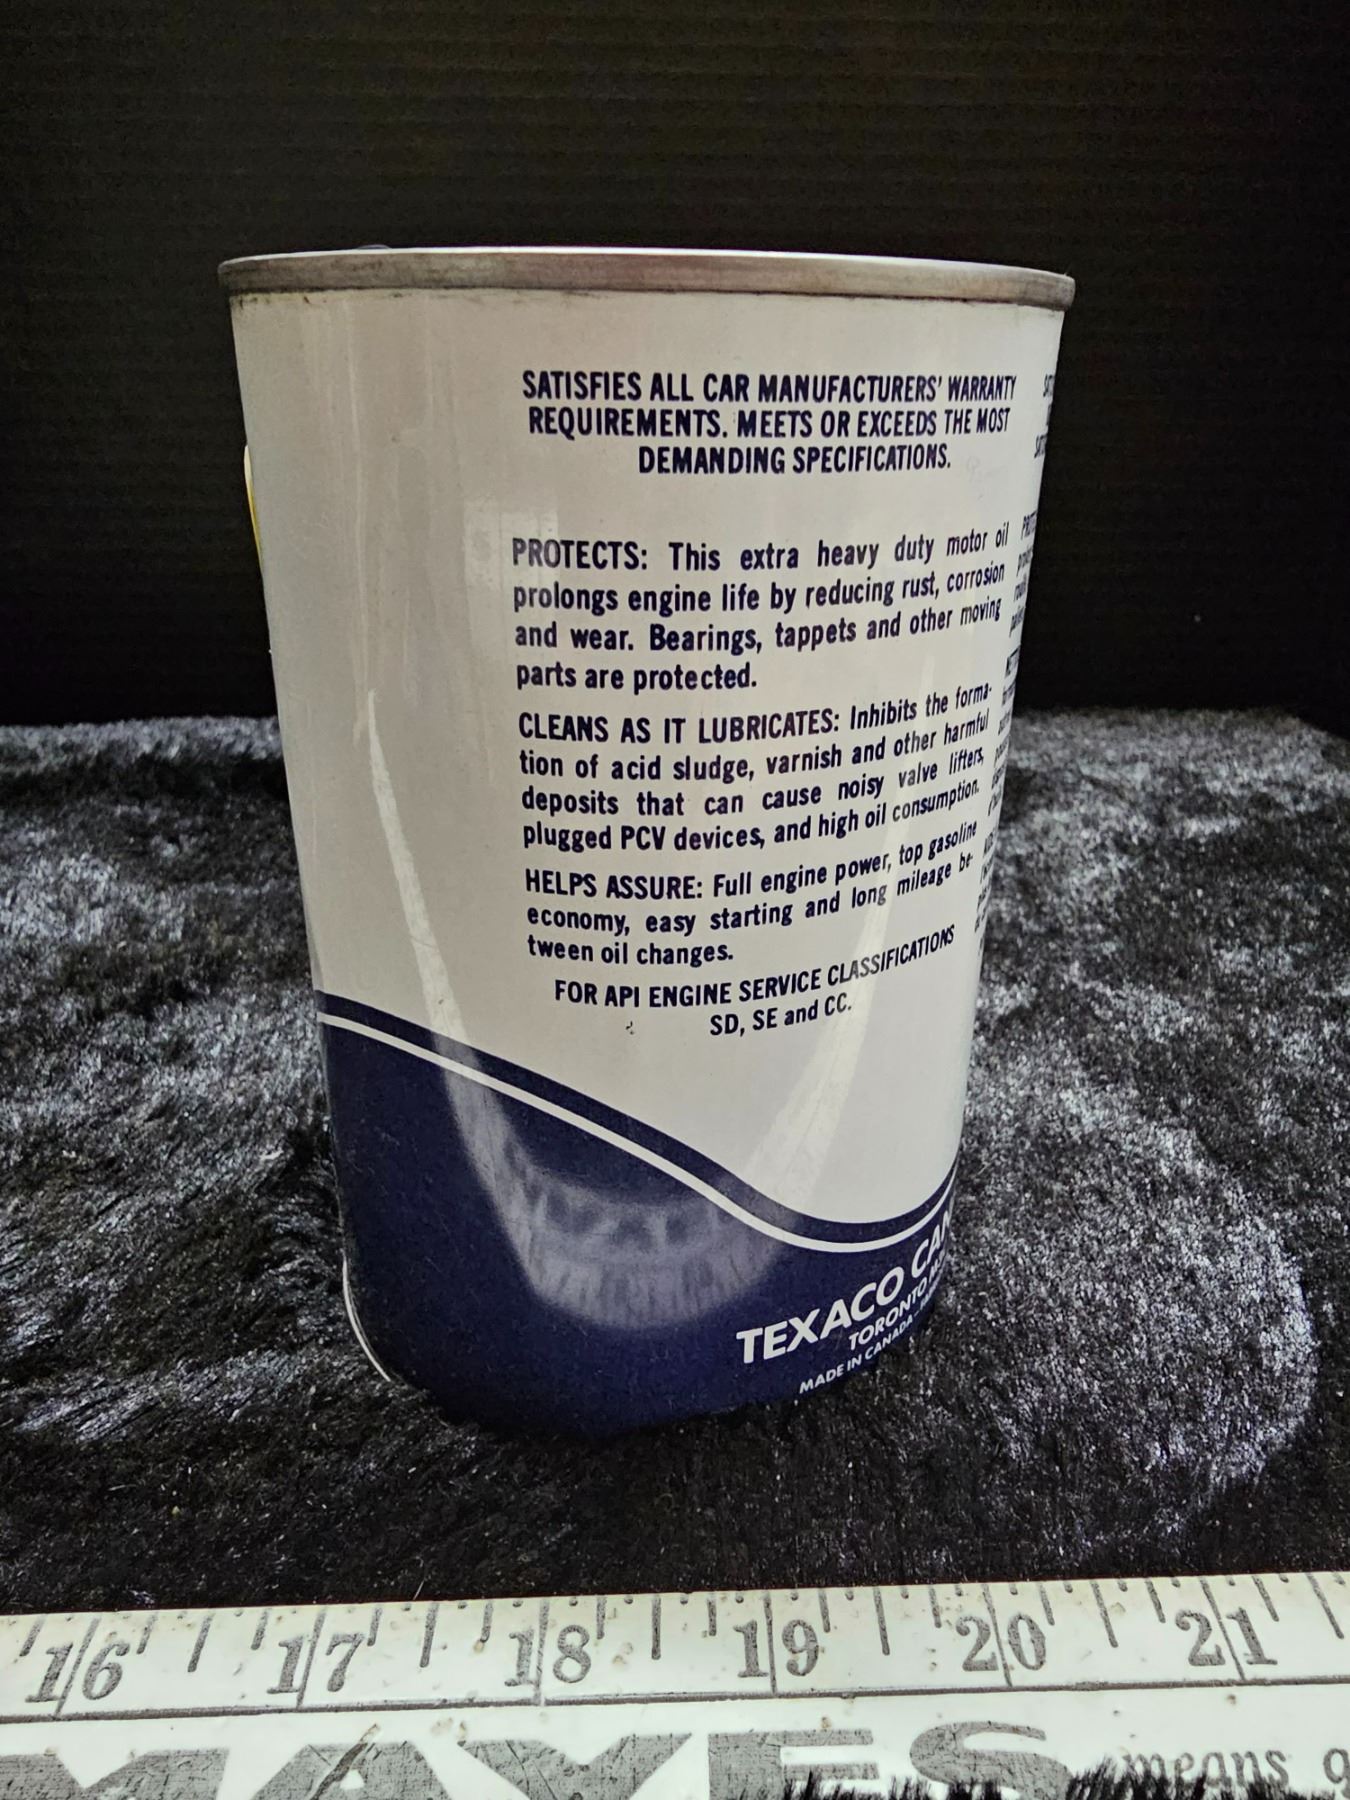 SATISFIES ALL CAR MANUFACTURERS' WARRANTY
REQUIREMENTS. MEETS OR EXCEEDS THE MOST
DEMANDING SPECIFICATIONS.
PROTECTS: This extra heavy duty motor oil
prolongs engine life by reducing rust, corrosion
and wear. Bearings, tappets and other moving
parts are protected.
CLEANS AS IT LUBRICATES: Inhibits the forma-
tion of acid sludge, varnish and other harmful
deposits that can cause noisy valve lifters,
plugged PCV devices, and high oil consumption.
HELPS ASSURE: Full engine power, top gasoline
economy, easy starting and long mileage be-
tween oil changes.
FOR API ENGINE SERVICE CLASSIFICATIONS
SD, SE and CC.
TEXACO CAN
TORONTO
MADE IN CANADA
16 17 18 19 20 21
MAYES means